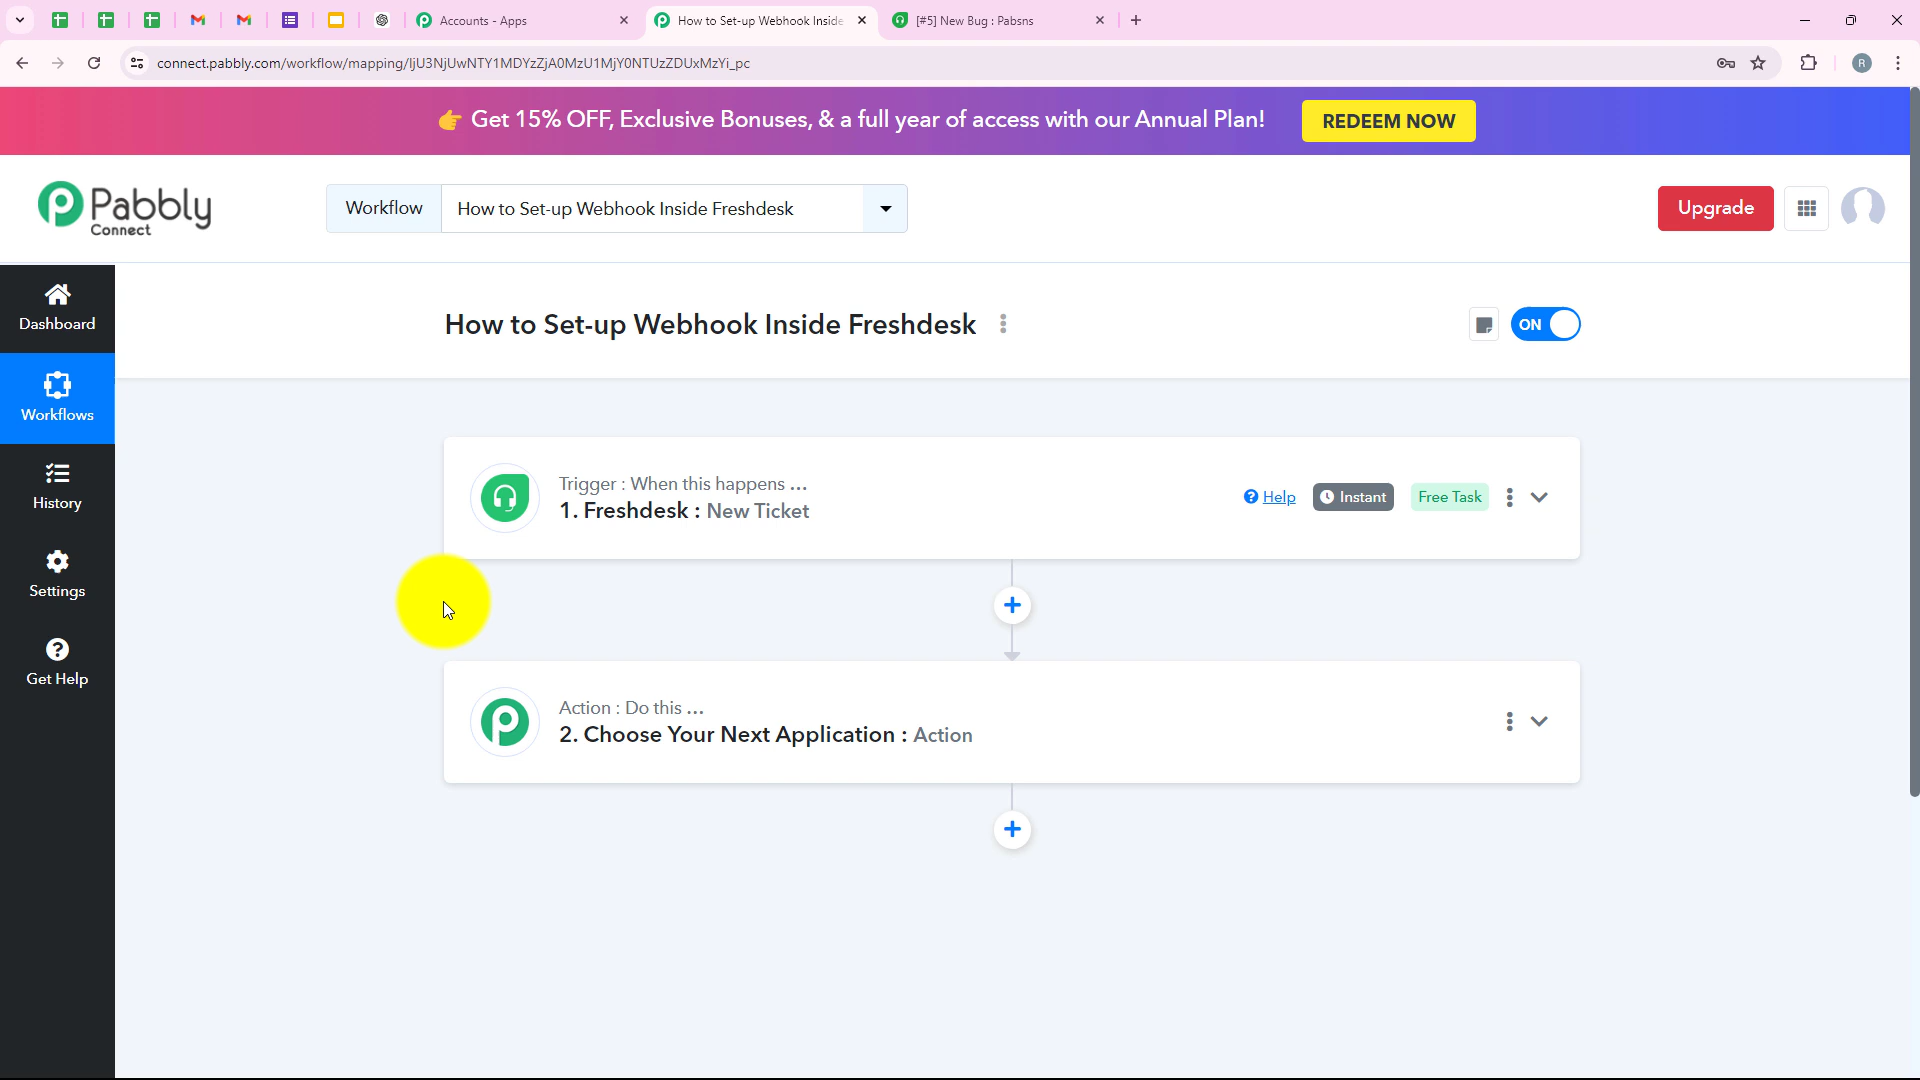 Accounts - Apps
How to Set-up Webhook Inside
[#5] New Bug : Pabsns
connect.pabbly.com/workflow/mapping/IjU3NjUwNTY1MDYzZjA0MzU1MjY0NTUzZDUxMzYi_pc
R
👉 Get 15% OFF, Exclusive Bonuses, & a full year of access with our Annual Plan!
REDEEM NOW
Pabbly
Connect
Workflow
How to Set-up Webhook Inside Freshdesk
Upgrade
Dashboard
Workflows
History
Settings
Get Help
How to Set-up Webhook Inside Freshdesk
ON
Trigger : When this happens ...
1. Freshdesk : New Ticket
Help
Instant
Free Task
Action : Do this ...
2. Choose Your Next Application : Action